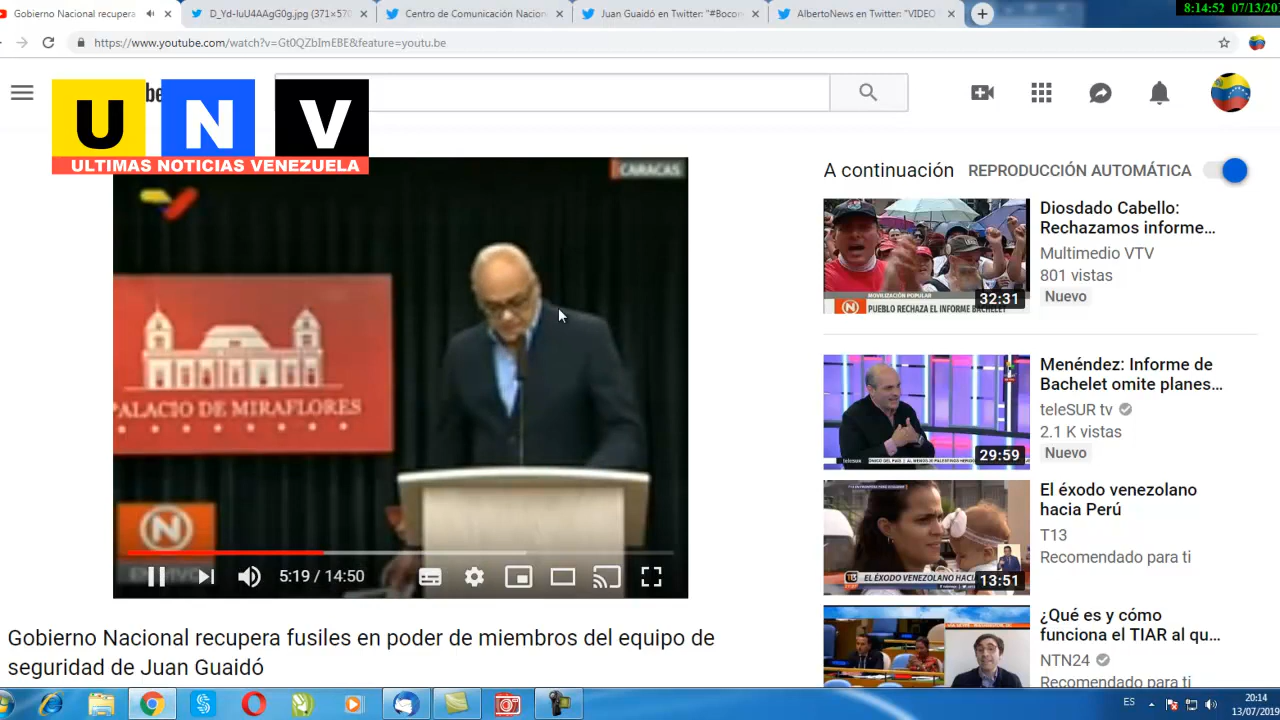 Gobierno Nacional recupera
D_Yd-IuU4AAgG0g.jpg (371×570
Centro de Comunicación Nacio
Juan Guaidó en Twitter: "#Boco
AlbertoNews en Twitter: "VIDEO
8:14:52 07/13/20
https://www.youtube.com/watch?v=Gt0QZbImEBE&feature=youtu.be
U N V
ULTIMAS NOTICIAS VENEZUELA
CARACAS
PALACIO DE MIRAFLORES
N
5:19 / 14:50
Gobierno Nacional recupera fusiles en poder de miembros del equipo de
seguridad de Juan Guaidó
A continuación
REPRODUCCIÓN AUTOMÁTICA
MOVILIZACIÓN POPULAR
PUEBLO RECHAZA EL INFORME BACHELET
32:31
Diosdado Cabello:
Rechazamos informe...
Multimedio VTV
801 vistas
Nuevo
29:59
Menéndez: Informe de
Bachelet omite planes...
teleSUR tv
2.1 K vistas
Nuevo
EL ÉXODO VENEZOLANO HACIA
13:51
El éxodo venezolano
hacia Perú
T13
Recomendado para ti
¿Qué es y cómo
funciona el TIAR al qu...
NTN24
Recomendado para ti
ES
20:14
13/07/2019